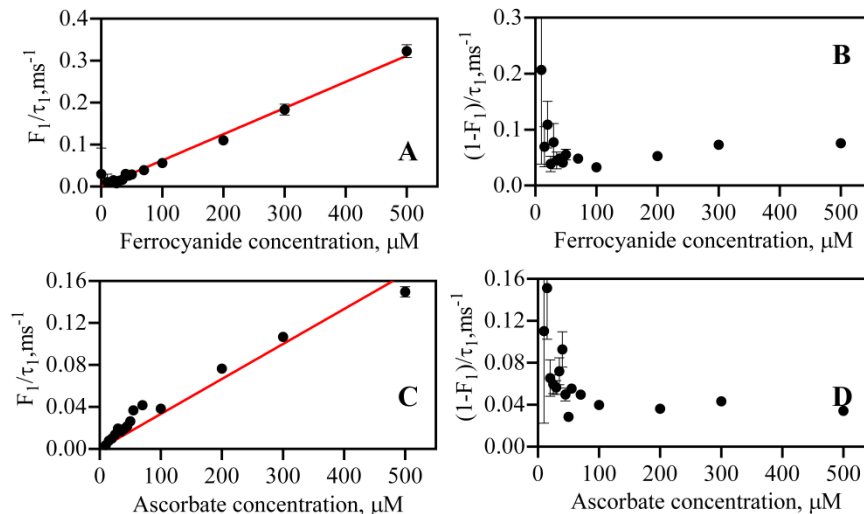 F₁/τ₁,ms⁻¹
0.4
0.3
0.2
0.1
0.0
A
0 100 200 300 400 500
Ferrocyanide concentration, μM
(1-F₁)/τ₁,ms⁻¹
0.3
0.2
0.1
0.0
B
0 100 200 300 400 500
Ferrocyanide concentration, μM
F₁/τ₁,ms⁻¹
0.16
0.12
0.08
0.04
0.00
C
0 100 200 300 400 500
Ascorbate concentration, μM
(1-F₁)/τ₁,ms⁻¹
0.16
0.12
0.08
0.04
0.00
D
0 100 200 300 400 500
Ascorbate concentration, μM